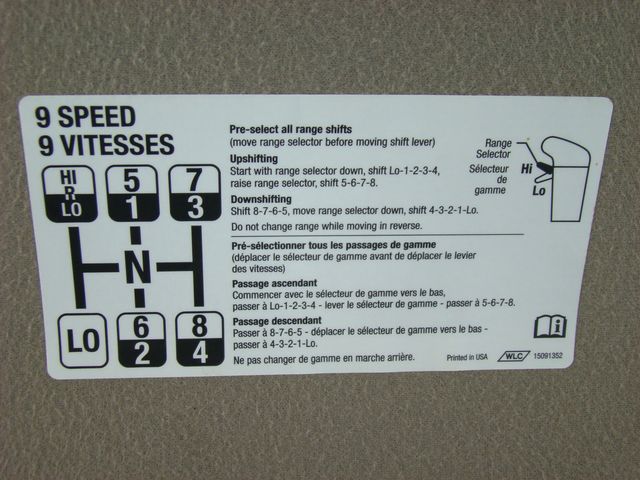 9 SPEED
9 VITESSES
HI
R
LO
5
1
7
3
N
LO
6
2
8
4
Pre-select all range shifts
(move range selector before moving shift lever)
Upshifting
Start with range selector down, shift Lo-1-2-3-4,
raise range selector, shift 5-6-7-8.
Downshifting
Shift 8-7-6-5, move range selector down, shift 4-3-2-1-Lo.
Do not change range while moving in reverse.
Range
Selector
Sélecteur
de
gamme
Hi
Lo
Pré-sélectionner tous les passages de gamme
(déplacer le sélecteur de gamme avant de déplacer le levier
des vitesses)
Passage ascendant
Commencer avec le sélecteur de gamme vers le bas,
passer à Lo-1-2-3-4 - lever le sélecteur de gamme - passer à 5-6-7-8.
Passage descendant
Passer à 8-7-6-5 - déplacer le sélecteur de gamme vers le bas -
passer à 4-3-2-1-Lo.
Ne pas changer de gamme en marche arrière.
Printed in USA
WLC
15091352